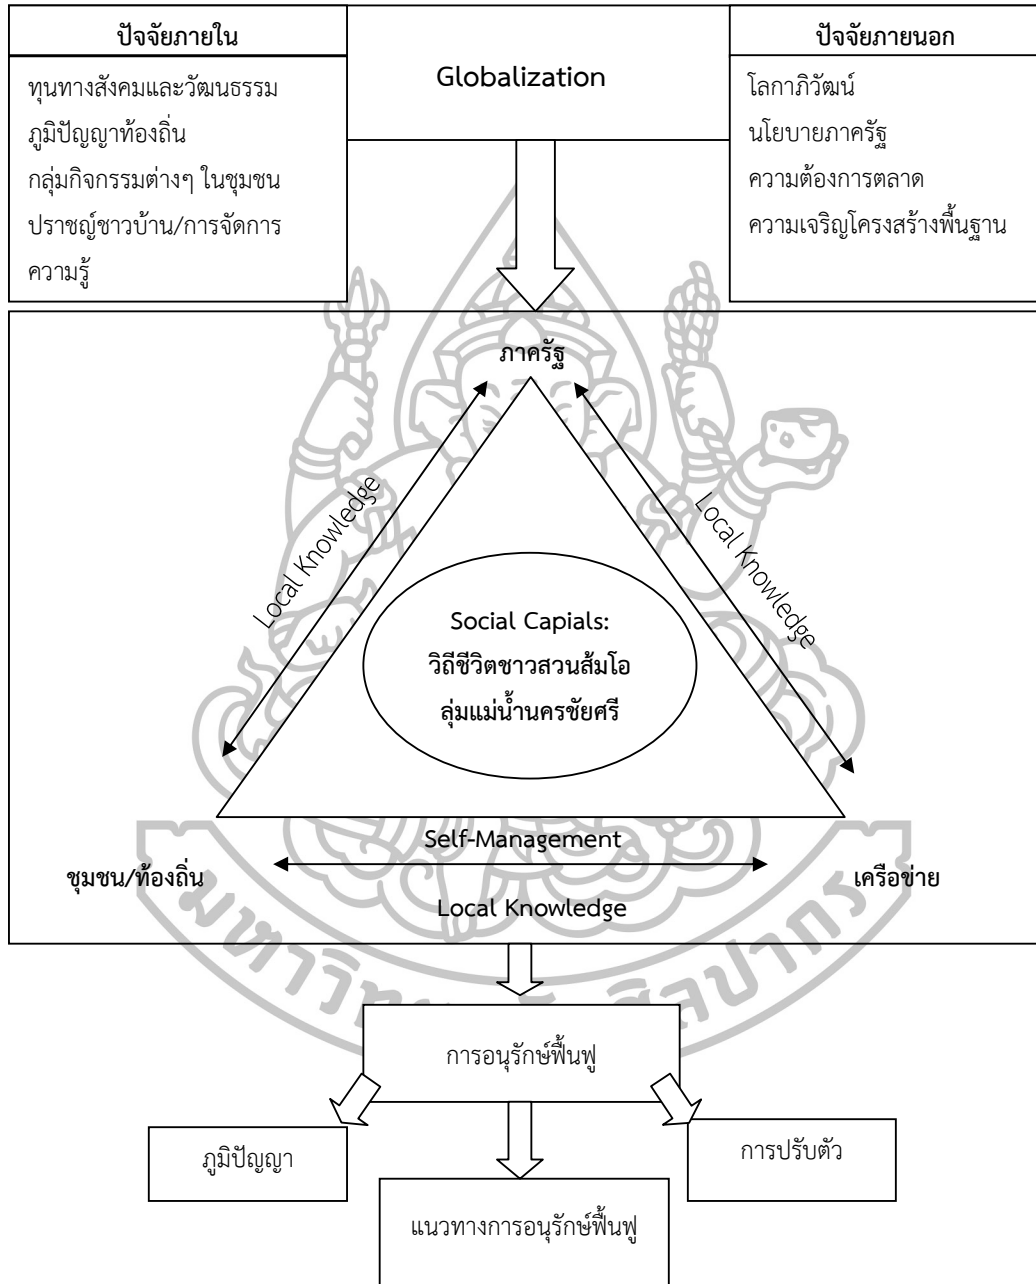 ปัจจัยภายใน
ทุนทางสังคมและวัฒนธรรม
ภูมิปัญญาท้องถิ่น
กลุ่มกิจกรรมต่างๆ ในชุมชน
ปราชญ์ชาวบ้าน/การจัดการ
ความรู้
Globalization
ปัจจัยภายนอก
โลกาภิวัฒน์
นโยบายภาครัฐ
ความต้องการตลาด
ความเจริญโครงสร้างพื้นฐาน
ภาครัฐ
Local Knowledge
Local Knowledge
Social Capials:
วิถีชีวิตชาวสวนส้มโอ
ลุ่มแม่น้ำนครชัยศรี
Self-Management
ชุมชน/ท้องถิ่น
เครือข่าย
Local Knowledge
การอนุรักษ์ฟื้นฟู
ภูมิปัญญา
การปรับตัว
แนวทางการอนุรักษ์ฟื้นฟู